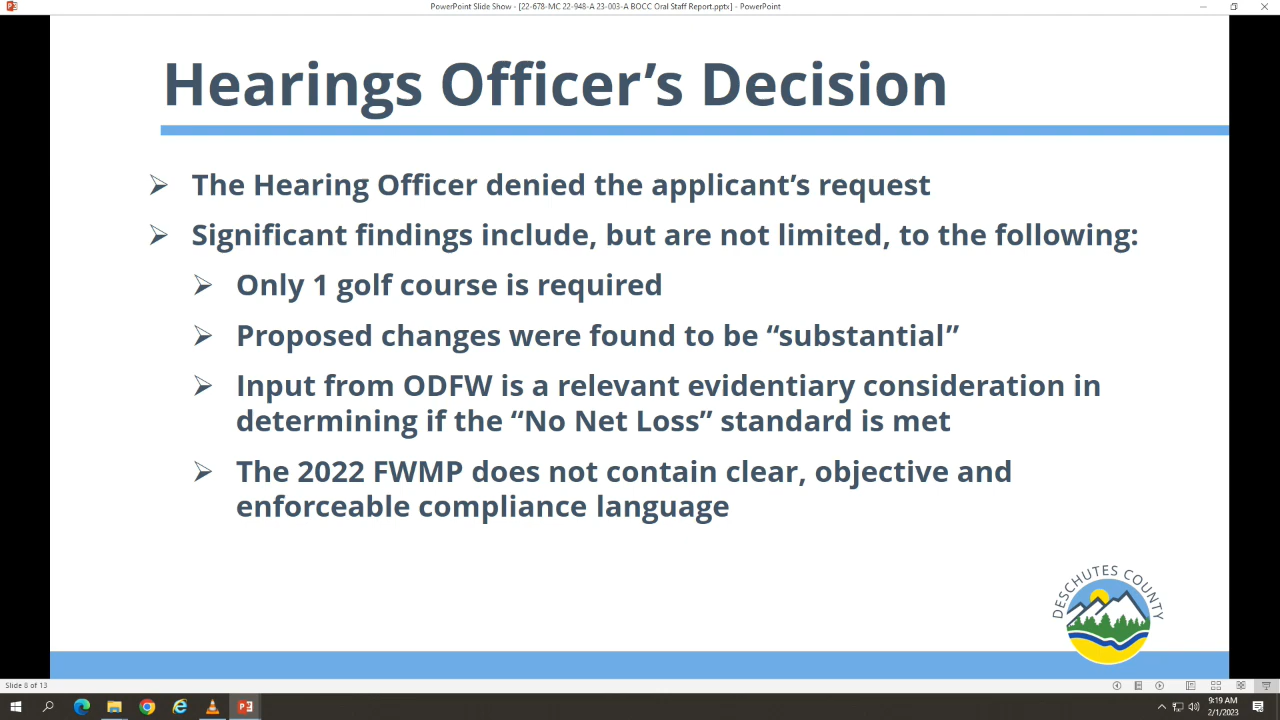 PowerPoint Slide Show - [22-678-MC 22-948-A 23-003-A BOCC Oral Staff Report.pptx] - PowerPoint
Hearings Officer’s Decision
The Hearing Officer denied the applicant’s request
Significant findings include, but are not limited, to the following:
Only 1 golf course is required
Proposed changes were found to be “substantial”
Input from ODFW is a relevant evidentiary consideration in
determining if the “No Net Loss” standard is met
The 2022 FWMP does not contain clear, objective and
enforceable compliance language
DESCHUTES COUNTY
Slide 8 of 13
9:19 AM
2/1/2023